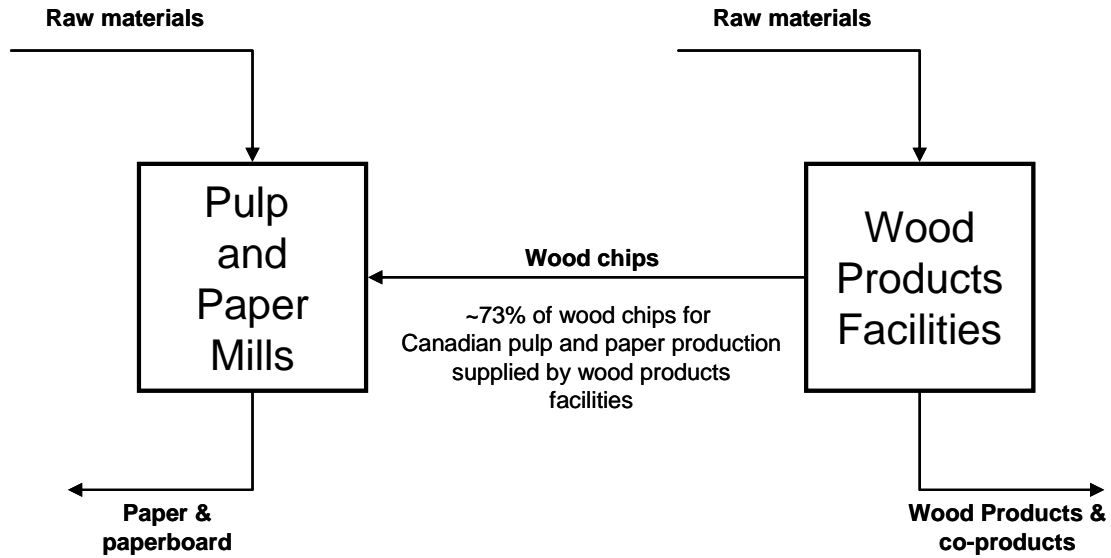 Raw materials
Raw materials
Pulp
and
Paper
Mills
Wood chips
~73% of wood chips for
Canadian pulp and paper production
supplied by wood products
facilities
Wood
Products
Facilities
Paper &
paperboard
Wood Products &
co-products